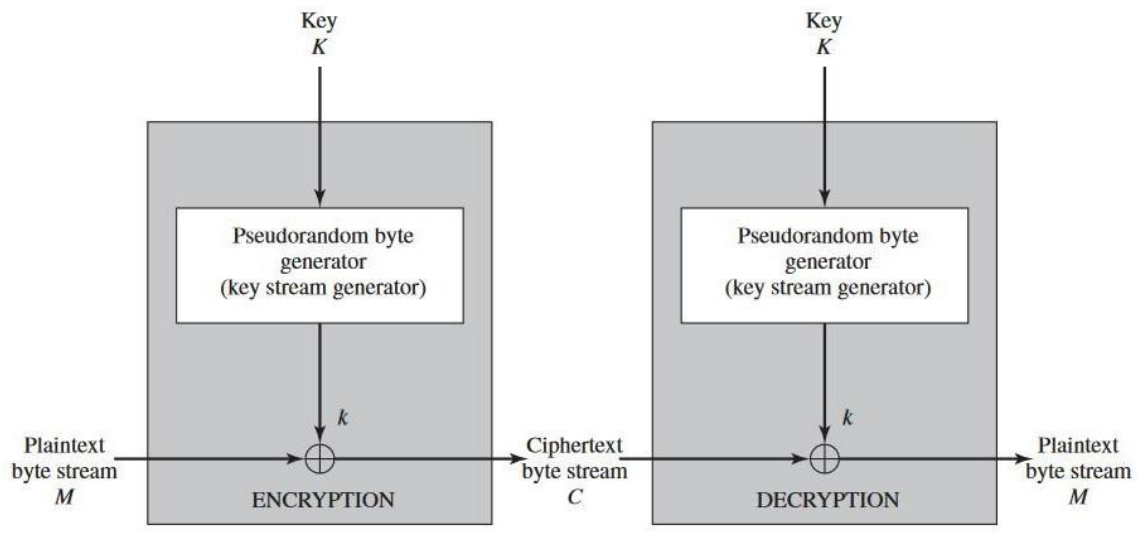 Key
K
Key
K
Pseudorandom byte
generator
(key stream generator)
Pseudorandom byte
generator
(key stream generator)
k
k
Plaintext
byte stream
M
ENCRYPTION
Ciphertext
byte stream
C
DECRYPTION
Plaintext
byte stream
M